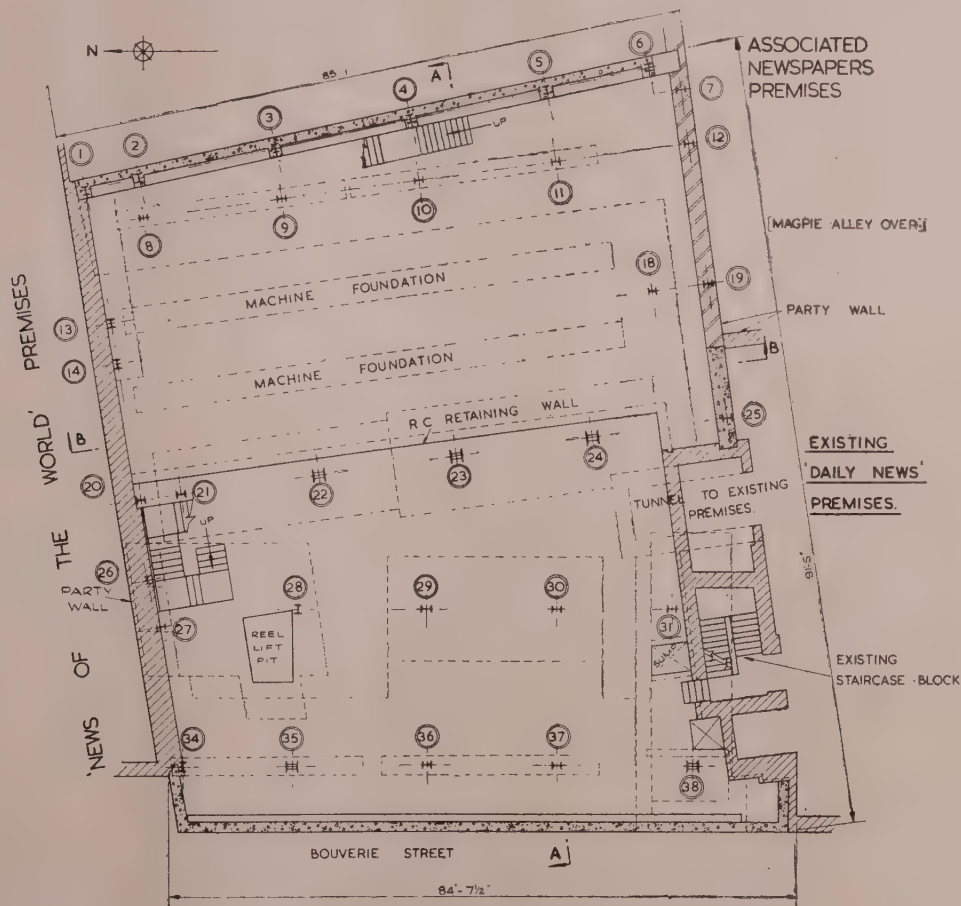 N
85'.1
A
ASSOCIATED
NEWSPAPERS
PREMISES
1
2
3
4
5
6
7
12
UP
8
9
10
11
[MAGPIE ALLEY OVER]
MACHINE FOUNDATION
18
19
PARTY WALL
13
14
MACHINE FOUNDATION
B
B
R C RETAINING WALL
25
'NEWS OF THE WORLD' PREMISES
20
21
22
23
24
EXISTING
'DAILY NEWS'
PREMISES.
TUNNEL TO EXISTING
PREMISES.
UP
26
PARTY
WALL
27
28
29
30
31
91'-5"
REEL
LIFT
PIT
SUMP
EXISTING
STAIRCASE-BLOCK
34
35
36
37
38
BOUVERIE STREET
A
84'-7½"